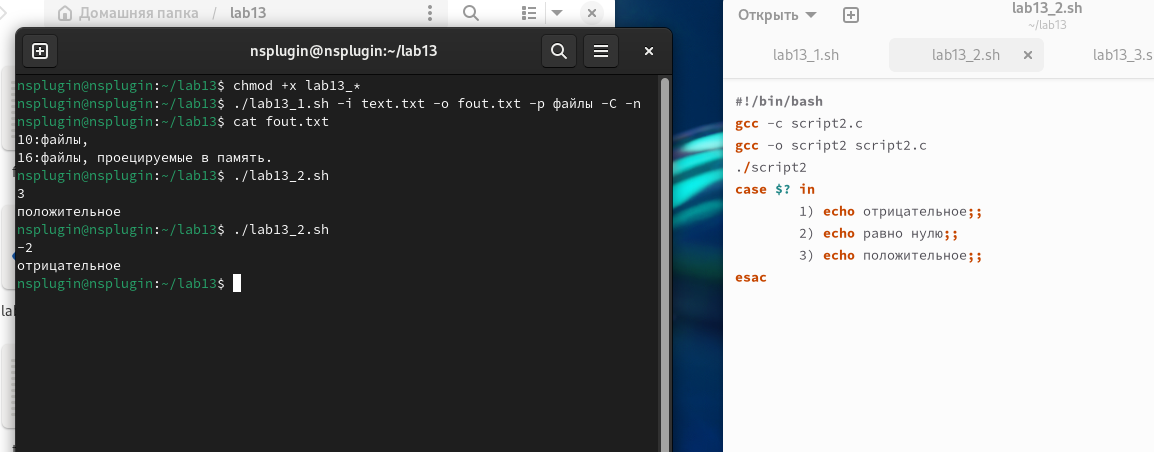 Домашняя папка / lab13
nsplugin@nsplugin:~/lab13
nsplugin@nsplugin:~/lab13$ chmod +x lab13_*
nsplugin@nsplugin:~/lab13$ ./lab13_1.sh -i text.txt -o fout.txt -p файлы -C -n
nsplugin@nsplugin:~/lab13$ cat fout.txt
10:файлы,
16:файлы, проецируемые в память.
nsplugin@nsplugin:~/lab13$ ./lab13_2.sh
3
положительное
nsplugin@nsplugin:~/lab13$ ./lab13_2.sh
-2
отрицательное
nsplugin@nsplugin:~/lab13$
Открыть
lab13_2.sh
~/lab13
lab13_1.sh lab13_2.sh lab13_3.s
#!/bin/bash
gcc -c script2.c
gcc -o script2 script2.c
./script2
case $? in
1) echo отрицательное;;
2) echo равно нулю;;
3) echo положительное;;
esac